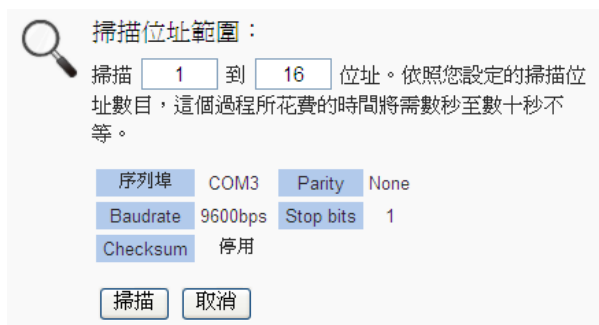 掃描位址範圍：
掃描 1 到 16 位址。依照您設定的掃描位
址數目，這個過程所花費的時間將需數秒至數十秒不
等。
序列埠 COM3 Parity None
Baudrate 9600bps Stop bits 1
Checksum 停用
掃描 取消